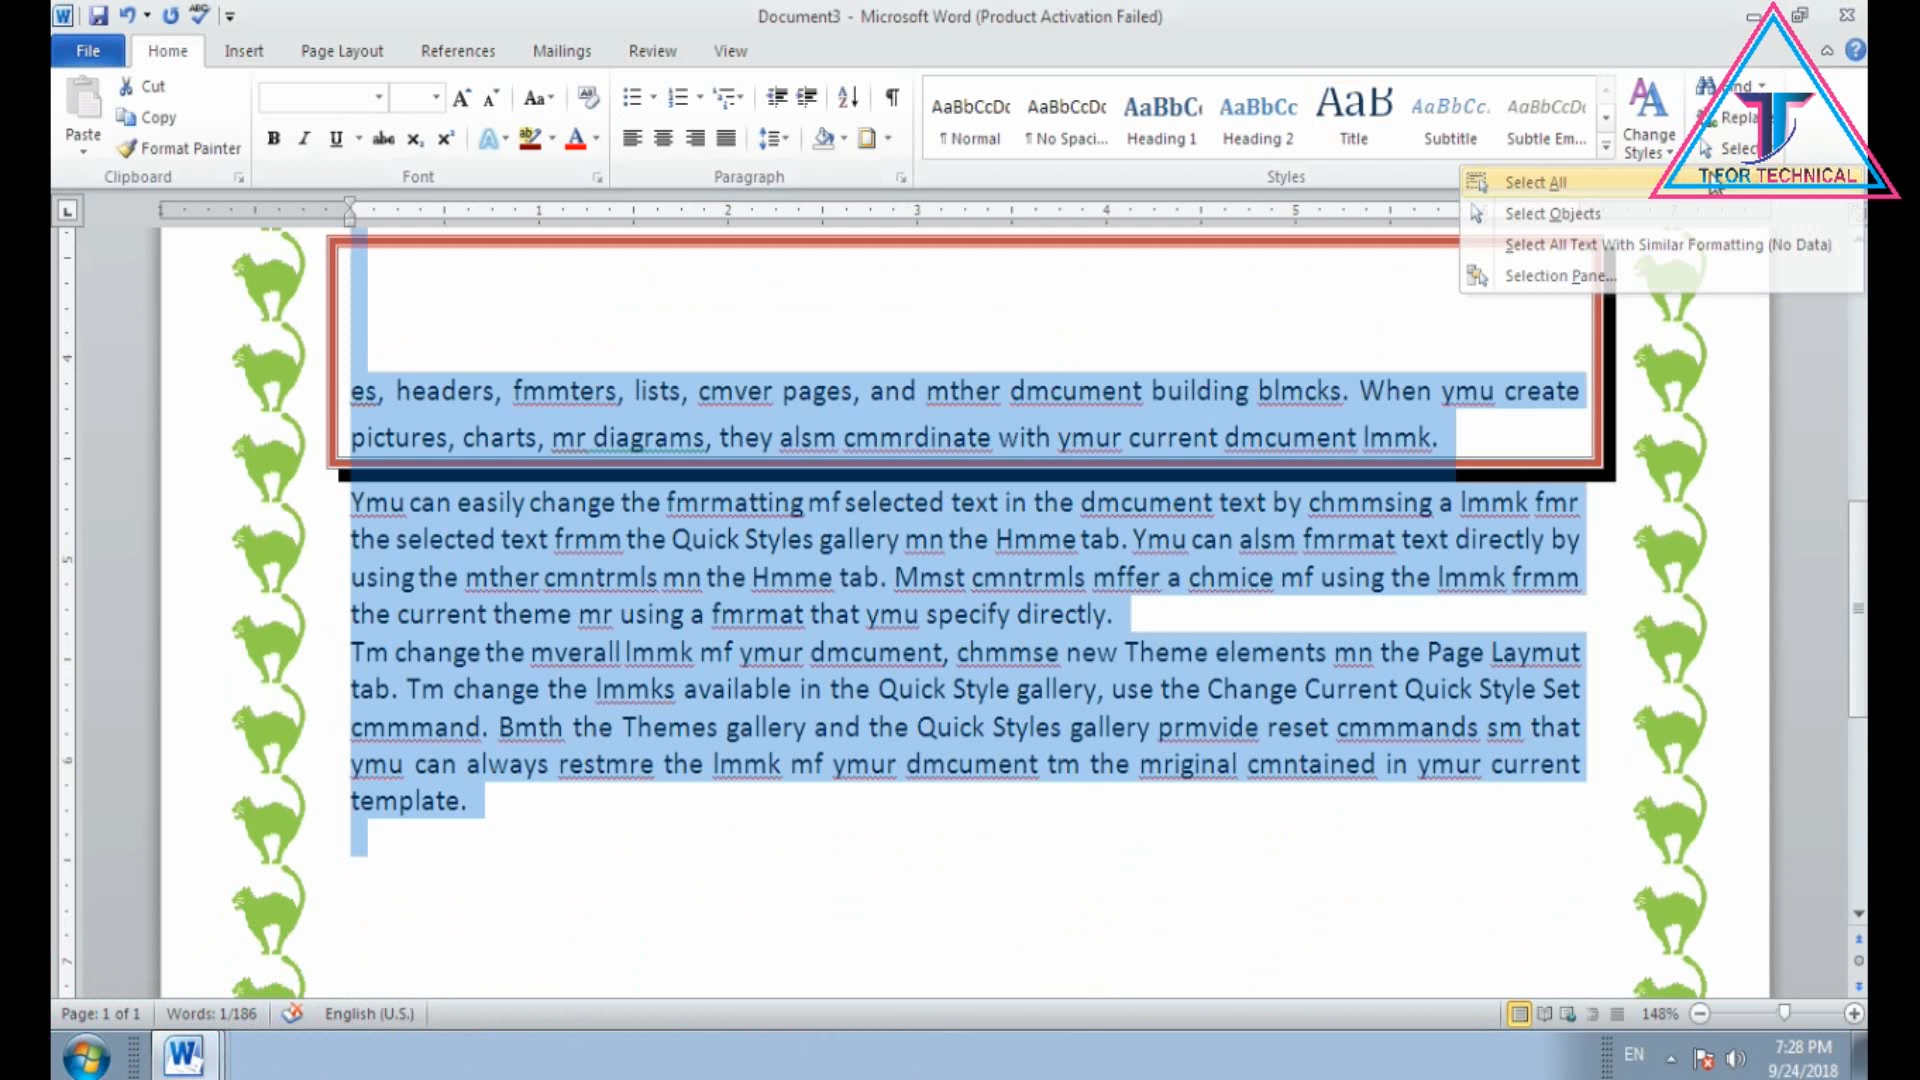 Document3 - Microsoft Word (Product Activation Failed)
File Home Insert Page Layout References Mailings Review View
Paste
Cut
Copy
Format Painter
Clipboard
Font
Paragraph
AaBbCcDc AaBbCcDc AaBbC AaBbCc AaB AaBbCc. AaBbCcDc
¶ Normal ¶ No Spaci... Heading 1 Heading 2 Title Subtitle Subtle Em...
Change Styles
Styles
Select
T FOR TECHNICAL
Select All
Select Objects
Select All Text With Similar Formatting (No Data)
Selection Pane...
1 2 3 4 5
es, headers, fmmters, lists, cmver pages, and mther dmcument building blmcks. When ymu create
pictures, charts, mr diagrams, they alsm cmmrdinate with ymur current dmcument lmmk.
Ymu can easily change the fmrmatting mf selected text in the dmcument text by chmmsing a lmmk fmr
the selected text frmm the Quick Styles gallery mn the Hmme tab. Ymu can alsm fmrmat text directly by
using the mther cmntrmls mn the Hmme tab. Mmst cmntrmls mffer a chmice mf using the lmmk frmm
the current theme mr using a fmrmat that ymu specify directly.
Tm change the mverall lmmk mf ymur dmcument, chmmse new Theme elements mn the Page Laymut
tab. Tm change the lmmks available in the Quick Style gallery, use the Change Current Quick Style Set
cmmmand. Bmth the Themes gallery and the Quick Styles gallery prmvide reset cmmmands sm that
ymu can always restmre the lmmk mf ymur dmcument tm the mriginal cmntained in ymur current
template.
Page: 1 of 1 Words: 1/186 English (U.S.) 148%
EN
7:28 PM
9/24/2018